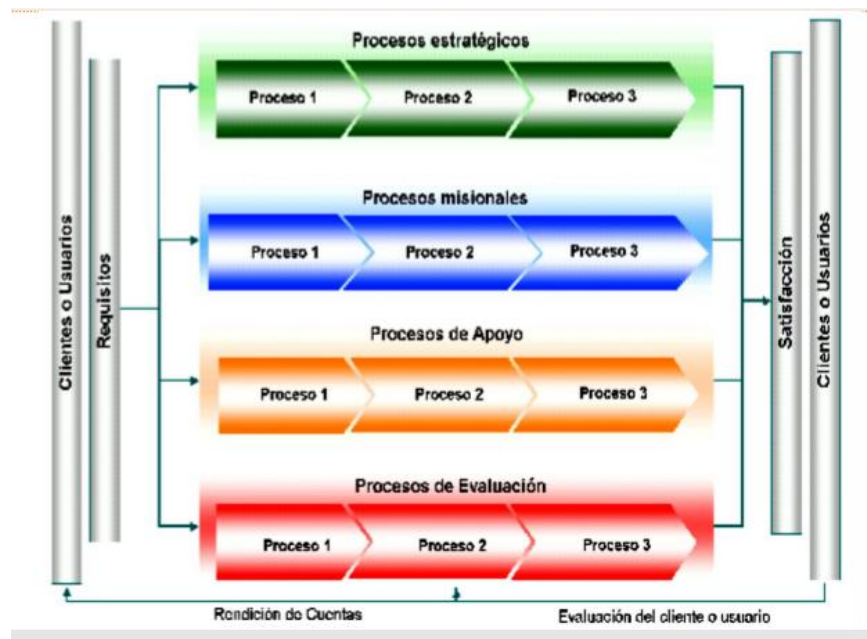 Clientes o Usuarios
Requisitos
Procesos estratégicos
Proceso 1
Proceso 2
Proceso 3
Procesos misionales
Proceso 1
Proceso 2
Proceso 3
Procesos de Apoyo
Proceso 1
Proceso 2
Proceso 3
Procesos de Evaluación
Proceso 1
Proceso 2
Proceso 3
Satisfacción
Clientes o Usuarios
Rendición de Cuentas
Evaluación del cliente o usuario